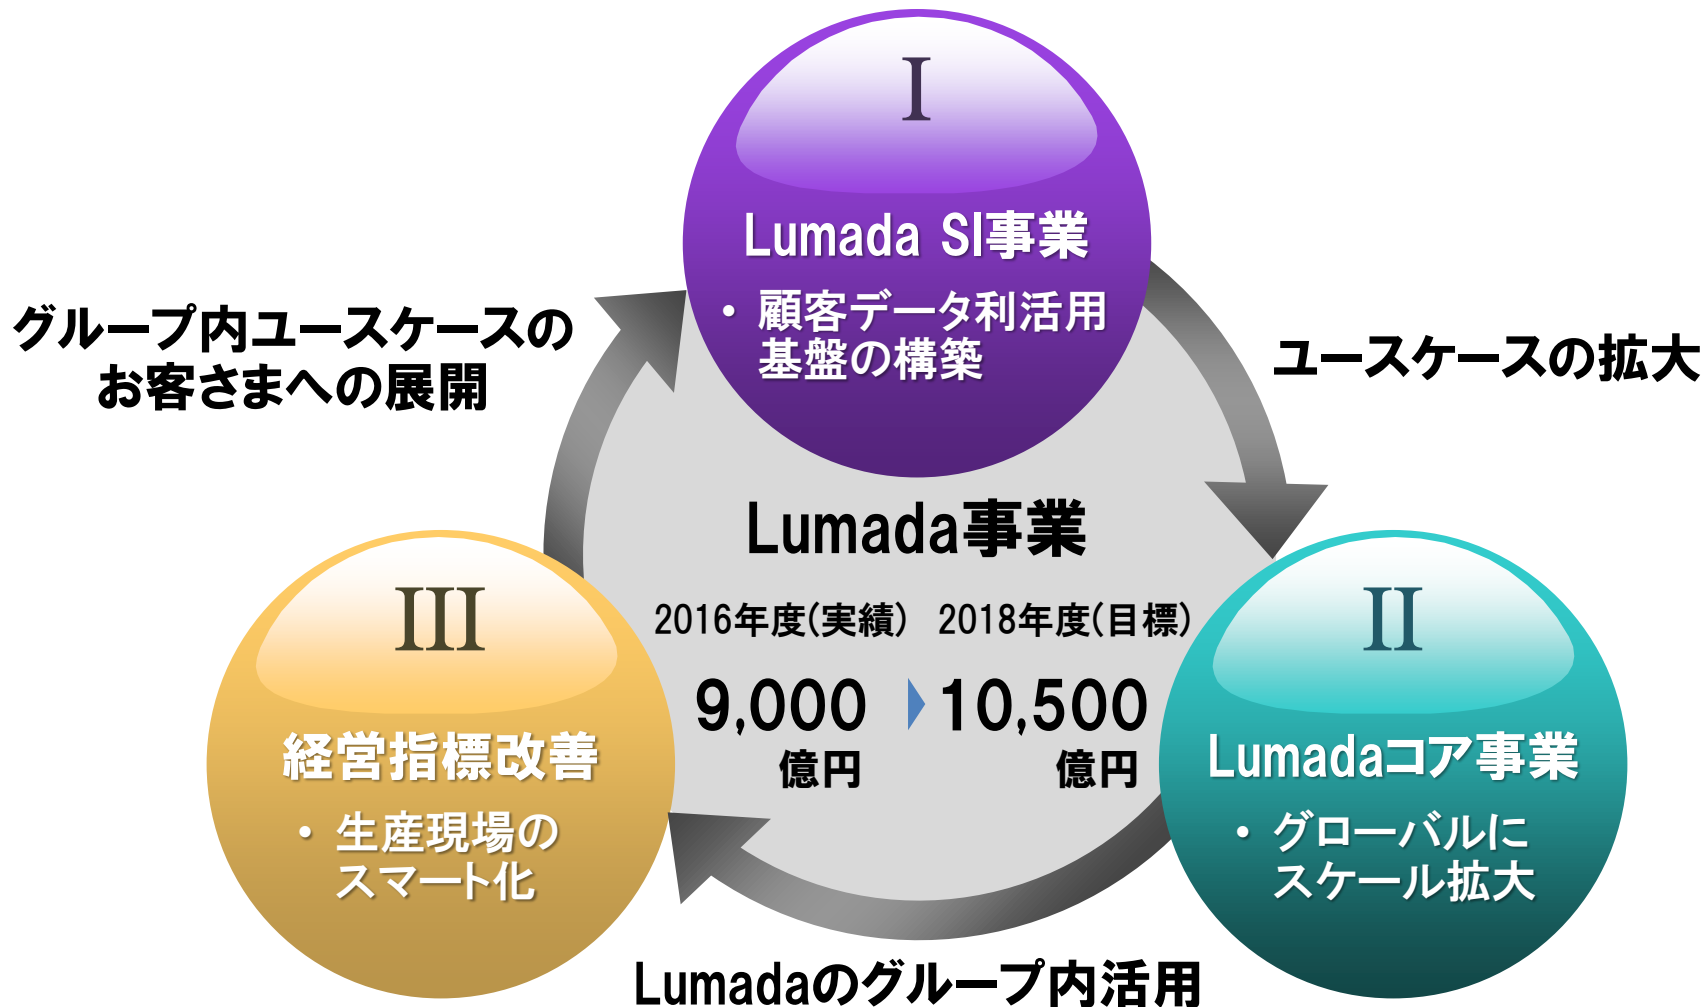 I
Lumada SI事業
・ 顧客データ利活用
基盤の構築
グループ内ユースケースの
お客さまへの展開
ユースケースの拡大
Lumada事業
2016年度(実績) 2018年度(目標)
9,000 10,500
億円 億円
III
経営指標改善
・ 生産現場の
スマート化
II
Lumadaコア事業
・ グローバルに
スケール拡大
Lumadaのグループ内活用